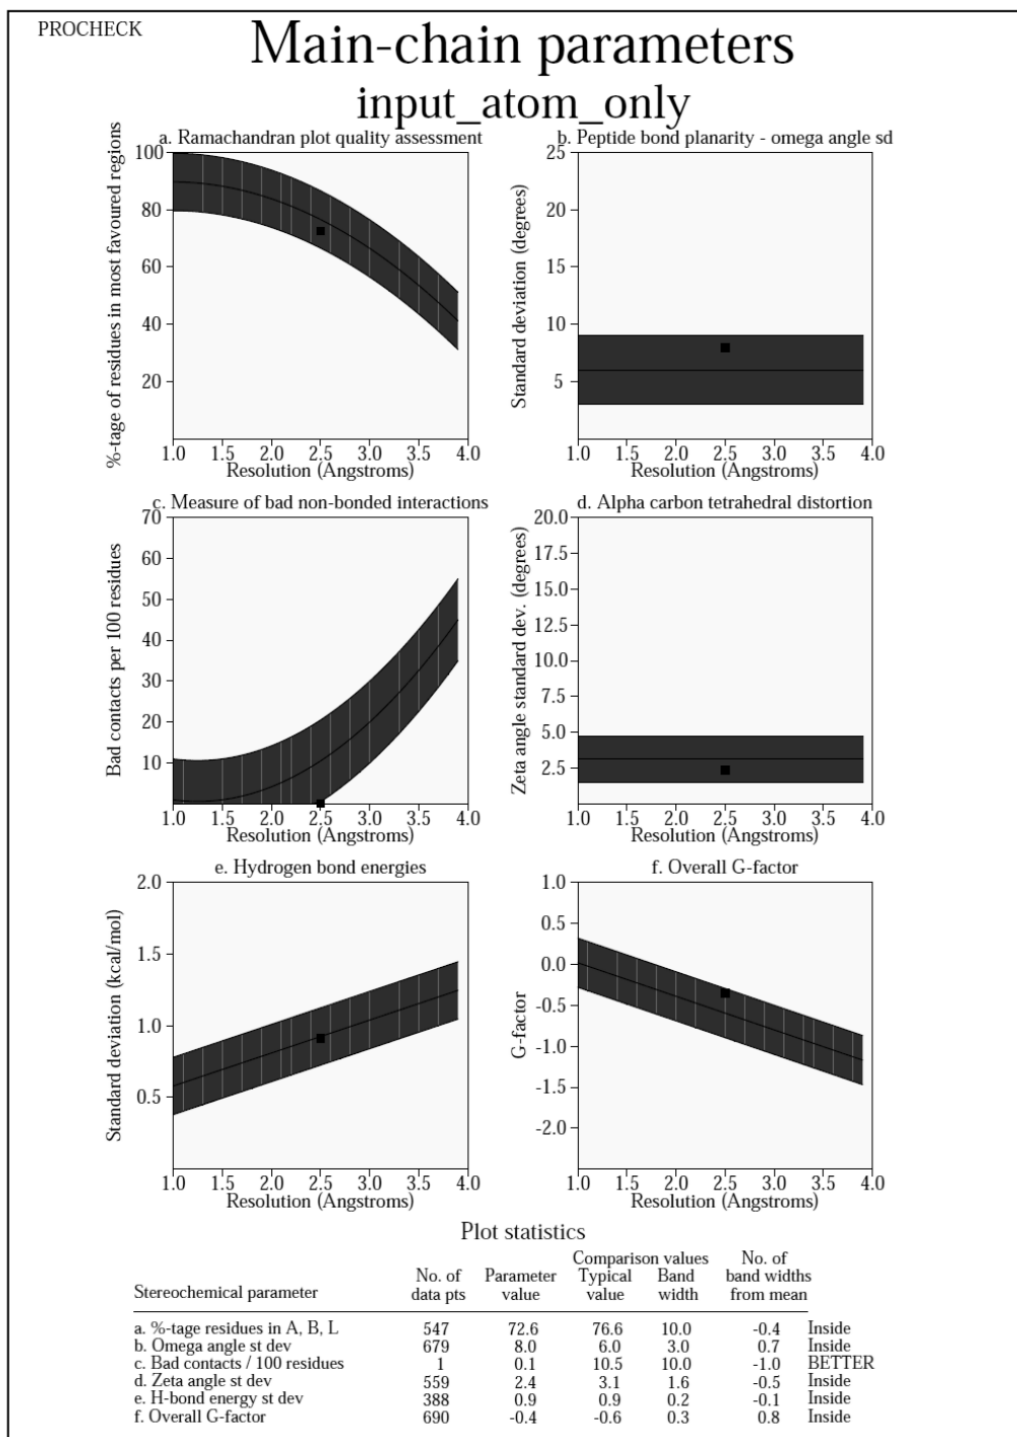 PROCHECK
Main-chain parameters
input_atom_only
a. Ramachandran plot quality assessment
%-tage of residues in most favoured regions
100
80
60
40
20
1.0 1.5 2.0 2.5 3.0 3.5 4.0
Resolution (Angstroms)
b. Peptide bond planarity - omega angle sd
Standard deviation (degrees)
25
20
15
10
5
1.0 1.5 2.0 2.5 3.0 3.5 4.0
Resolution (Angstroms)
c. Measure of bad non-bonded interactions
Bad contacts per 100 residues
70
60
50
40
30
20
10
1.0 1.5 2.0 2.5 3.0 3.5 4.0
Resolution (Angstroms)
d. Alpha carbon tetrahedral distortion
Zeta angle standard dev. (degrees)
20.0
17.5
15.0
12.5
10.0
7.5
5.0
2.5
1.0 1.5 2.0 2.5 3.0 3.5 4.0
Resolution (Angstroms)
e. Hydrogen bond energies
Standard deviation (kcal/mol)
2.0
1.5
1.0
0.5
1.0 1.5 2.0 2.5 3.0 3.5 4.0
Resolution (Angstroms)
f. Overall G-factor
G-factor
1.0
0.5
0.0
-0.5
-1.0
-1.5
-2.0
1.0 1.5 2.0 2.5 3.0 3.5 4.0
Resolution (Angstroms)
Plot statistics
Comparison values No. of
No. of Parameter Typical Band band widths
Stereochemical parameter data pts value value width from mean
a. %-tage residues in A, B, L 547 72.6 76.6 10.0 -0.4 Inside
b. Omega angle st dev 679 8.0 6.0 3.0 0.7 Inside
c. Bad contacts / 100 residues 1 0.1 10.5 10.0 -1.0 BETTER
d. Zeta angle st dev 559 2.4 3.1 1.6 -0.5 Inside
e. H-bond energy st dev 388 0.9 0.9 0.2 -0.1 Inside
f. Overall G-factor 690 -0.4 -0.6 0.3 0.8 Inside